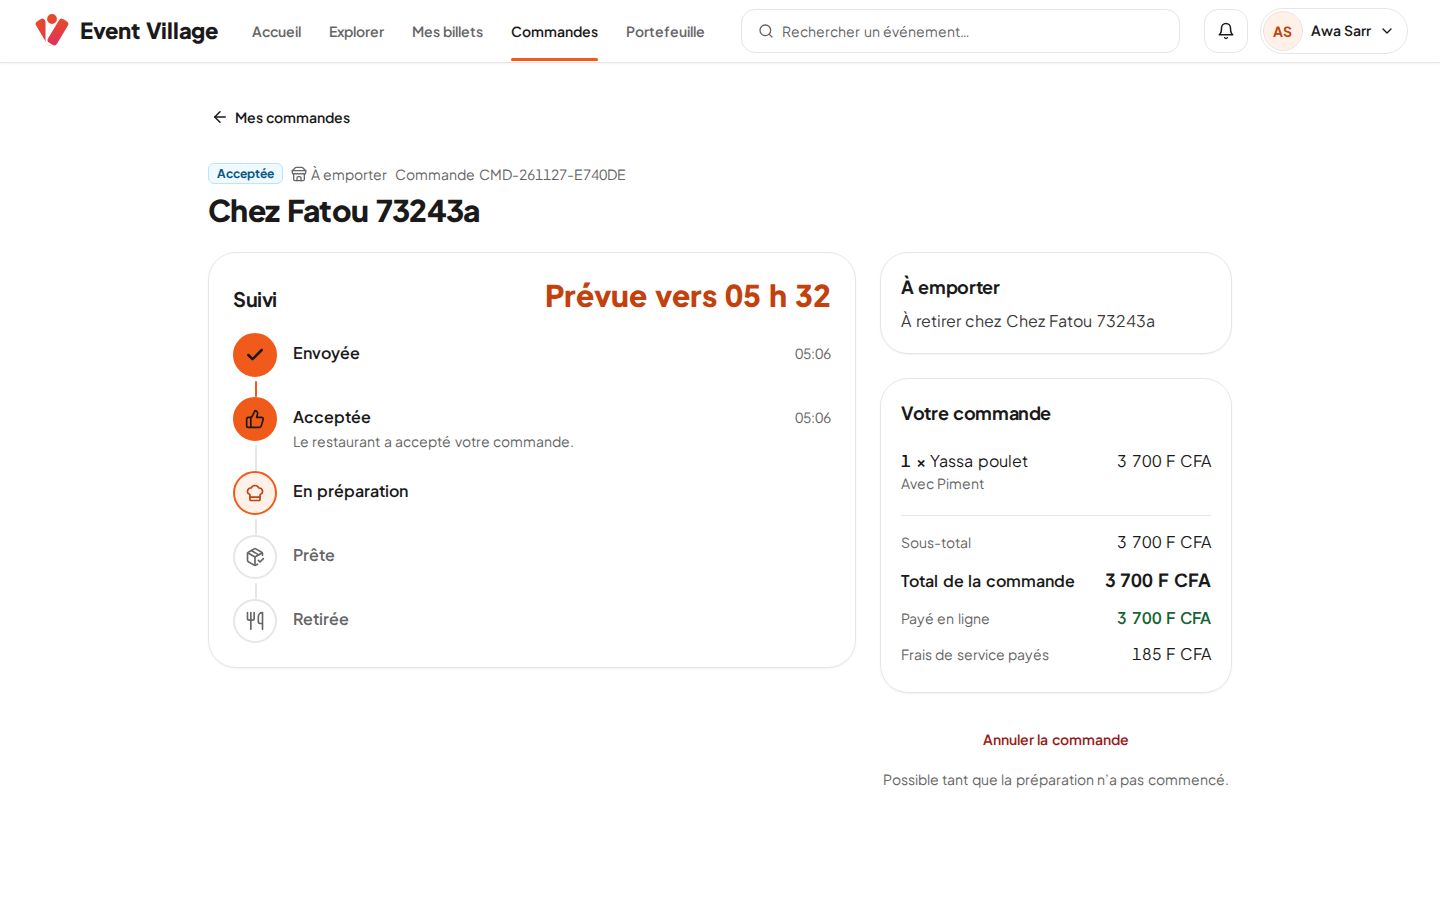 Event Village
Accueil
Explorer
Mes billets
Commandes
Portefeuille
Rechercher un événement…
AS
Awa Sarr
Mes commandes
Acceptée
À emporter
Commande CMD-261127-E740DE
Chez Fatou 73243a
Suivi
Prévue vers 05 h 32
Envoyée
05:06
Acceptée
05:06
Le restaurant a accepté votre commande.
En préparation
Prête
Retirée
À emporter
À retirer chez Chez Fatou 73243a
Votre commande
1 × Yassa poulet
3 700 F CFA
Avec Piment
Sous-total
3 700 F CFA
Total de la commande
3 700 F CFA
Payé en ligne
3 700 F CFA
Frais de service payés
185 F CFA
Annuler la commande
Possible tant que la préparation n'a pas commencé.